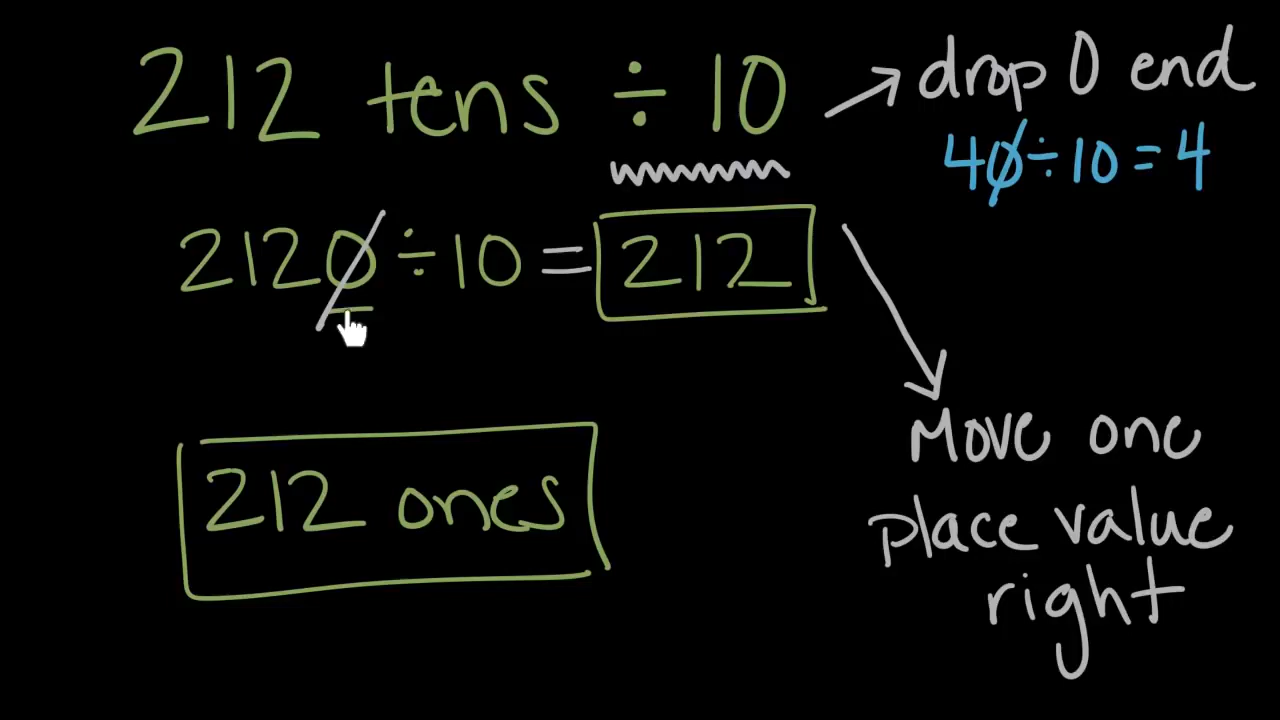 212 tens ÷ 10
→ drop 0 end
40 ÷ 10 = 4
2120 ÷ 10 = 212
212 ones
Move one
place value
right